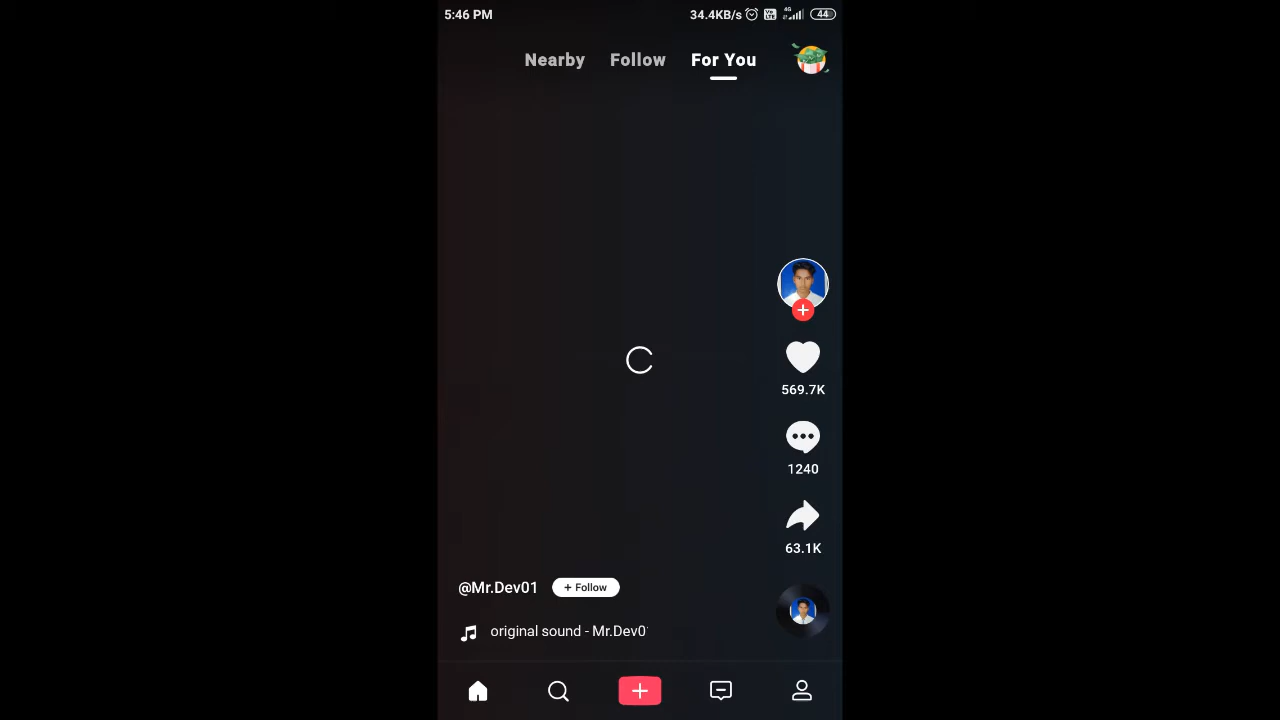 5:46 PM
34.4KB/s 4G 44
Nearby Follow For You
569.7K
1240
63.1K
@Mr.Dev01 + Follow
original sound - Mr.Dev0